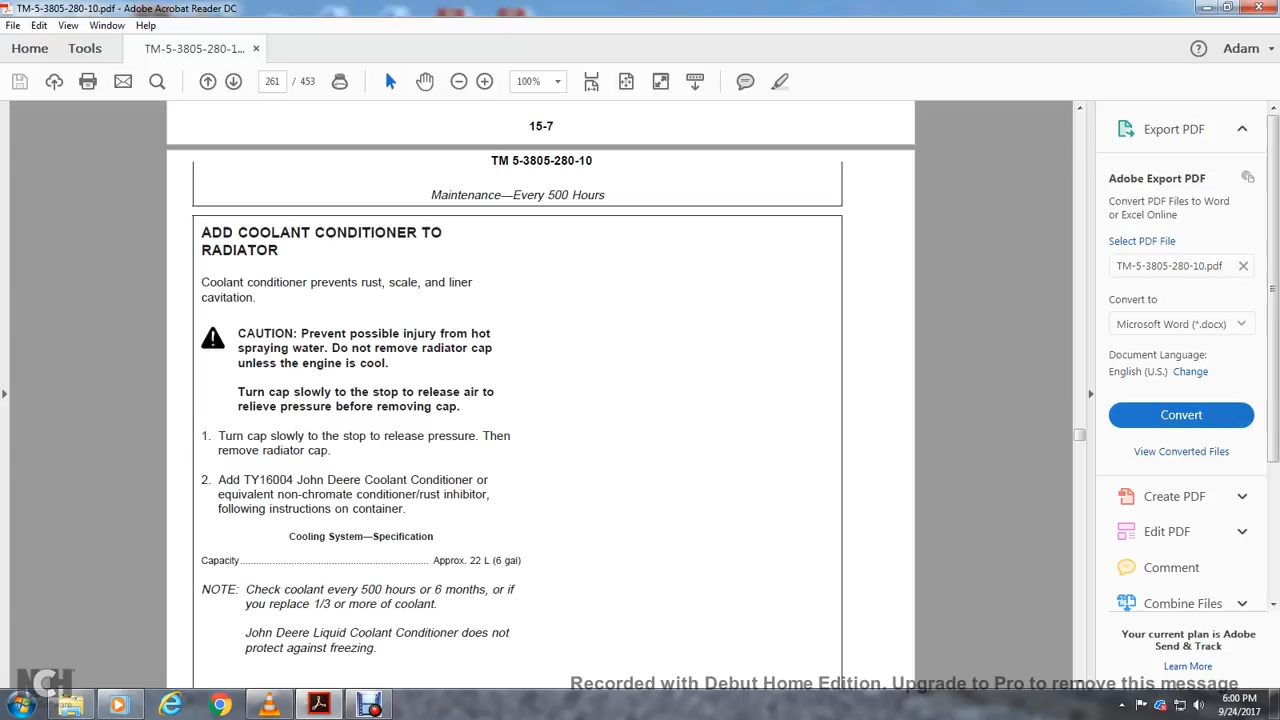 TM-5-3805-280-10.pdf - Adobe Acrobat Reader DC
File Edit View Window Help
Home Tools TM-5-3805-280-1... × Adam
261 / 453 100%
15-7
TM 5-3805-280-10
Maintenance—Every 500 Hours
ADD COOLANT CONDITIONER TO
RADIATOR
Coolant conditioner prevents rust, scale, and liner
cavitation.
CAUTION: Prevent possible injury from hot
spraying water. Do not remove radiator cap
unless the engine is cool.
Turn cap slowly to the stop to release air to
relieve pressure before removing cap.
1. Turn cap slowly to the stop to release pressure. Then
remove radiator cap.
2. Add TY16004 John Deere Coolant Conditioner or
equivalent non-chromate conditioner/rust inhibitor,
following instructions on container.
Cooling System—Specification
Capacity.............................................................. Approx. 22 L (6 gal)
NOTE: Check coolant every 500 hours or 6 months, or if
you replace 1/3 or more of coolant.
John Deere Liquid Coolant Conditioner does not
protect against freezing.
Export PDF
Adobe Export PDF
Convert PDF Files to Word
or Excel Online
Select PDF File
TM-5-3805-280-10.pdf
Convert to
Microsoft Word (*.docx)
Document Language:
English (U.S.) Change
Convert
View Converted Files
Create PDF
Edit PDF
Comment
Combine Files
Your current plan is Adobe
Send & Track
Learn More
NCH
Recorded with Debut Home Edition. Upgrade to Pro to remove this message
6:00 PM
9/24/2017